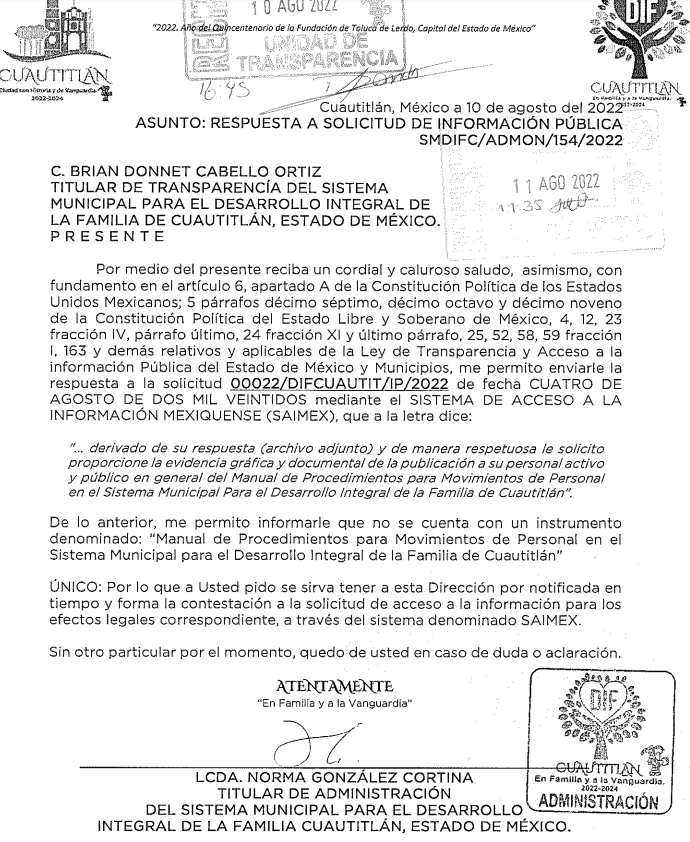 10 AGO 2022
"2022. Año del Quincentenario de la Fundación de Toluca de Lerdo, Capital del Estado de México"
UNIDAD DE
TRANSPARENCIA
16:45
CUAUTITLÁN
Ciudad con Historia y de Vanguardia
2022-2024
DIF
CUAUTITLÁN
En Familia y a la Vanguardia.
2022-2024
Cuautitlán, México a 10 de agosto del 2022
ASUNTO: RESPUESTA A SOLICITUD DE INFORMACIÓN PÚBLICA
SMDIFC/ADMON/154/2022
C. BRIAN DONNET CABELLO ORTIZ
TITULAR DE TRANSPARENCÍA DEL SISTEMA
MUNICIPAL PARA EL DESARROLLO INTEGRAL DE
LA FAMILIA DE CUAUTITLÁN, ESTADO DE MÉXICO.
P R E S E N T E
11 AGO 2022
11:35
Por medio del presente reciba un cordial y caluroso saludo, asimismo, con
fundamento en el artículo 6, apartado A de la Constitución Política de los Estados
Unidos Mexicanos; 5 párrafos décimo séptimo, décimo octavo y décimo noveno
de la Constitución Política del Estado Libre y Soberano de México, 4, 12, 23
fracción IV, párrafo último, 24 fracción XI y último párrafo, 25, 52, 58, 59 fracción
I, 163 y demás relativos y aplicables de la Ley de Transparencia y Acceso a la
información Pública del Estado de México y Municipios, me permito enviarle la
respuesta a la solicitud 00022/DIFCUAUTIT/IP/2022 de fecha CUATRO DE
AGOSTO DE DOS MIL VEINTIDOS mediante el SISTEMA DE ACCESO A LA
INFORMACIÓN MEXIQUENSE (SAIMEX), que a la letra dice:
"... derivado de su respuesta (archivo adjunto) y de manera respetuosa le solicito
proporcione la evidencia gráfica y documental de la publicación a su personal activo
y público en general del Manual de Procedimientos para Movimientos de Personal
en el Sistema Municipal Para el Desarrollo Integral de la Familia de Cuautitlán".
De lo anterior, me permito informarle que no se cuenta con un instrumento
denominado: "Manual de Procedimientos para Movimientos de Personal en el
Sistema Municipal para el Desarrollo Integral de la Familia de Cuautitlán"
ÚNICO: Por lo que a Usted pido se sirva tener a esta Dirección por notificada en
tiempo y forma la contestación a la solicitud de acceso a la información para los
efectos legales correspondiente, a través del sistema denominado SAIMEX.
Sin otro particular por el momento, quedo de usted en caso de duda o aclaración.
ATENTAMENTE
"En Familia y a la Vanguardia"
LCDA. NORMA GONZÁLEZ CORTINA
TITULAR DE ADMINISTRACIÓN
DEL SISTEMA MUNICIPAL PARA EL DESARROLLO
INTEGRAL DE LA FAMILIA CUAUTITLÁN, ESTADO DE MÉXICO.
DIF
CUAUTITLÁN
En Familia y a la Vanguardia.
2022-2024
ADMINISTRACIÓN